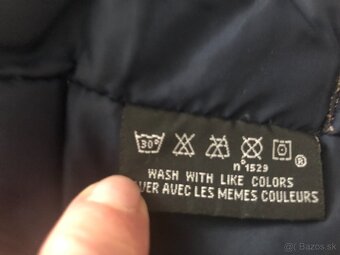 30°
n°1529
®
WASH WITH LIKE COLORS
VER AVEC LES MEMES COULEURS
Bazos.sk